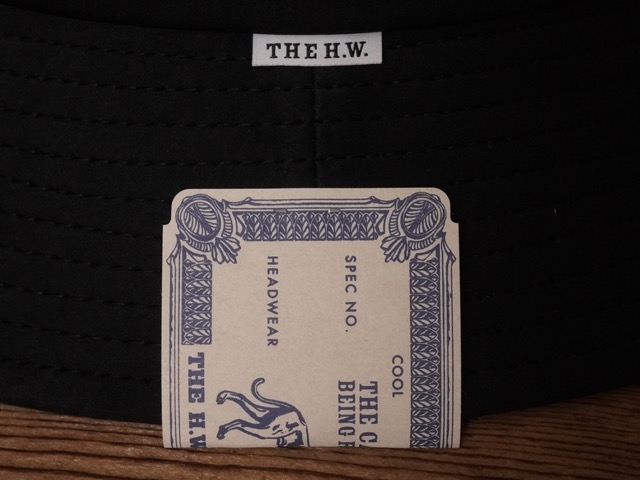 THE H.W.
COOL
THE
BEING
SPEC NO.
HEADWEAR
THE H.W